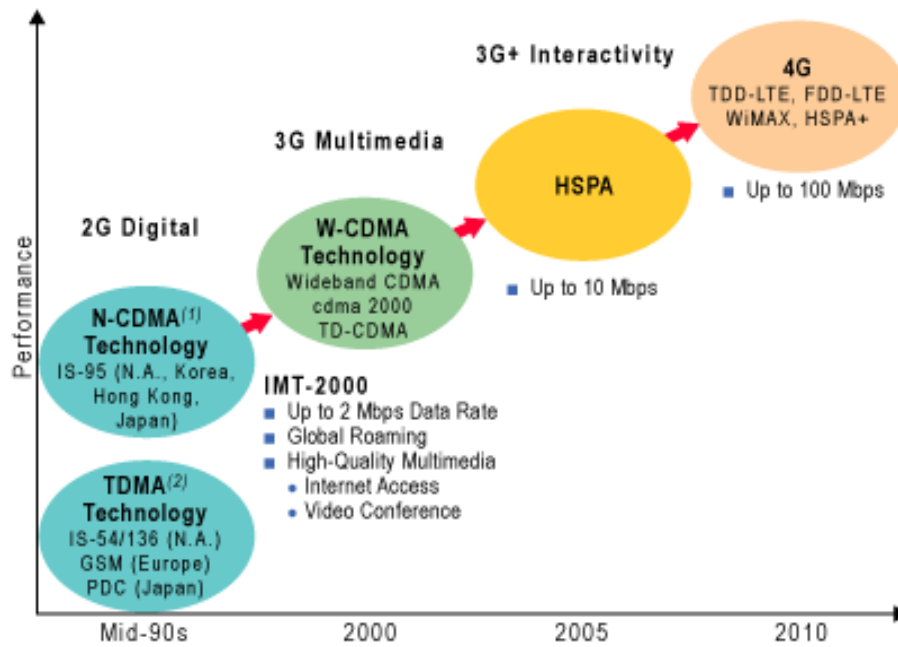 3G+ Interactivity
4G
TDD-LTE, FDD-LTE
WiMAX, HSPA+
Up to 100 Mbps
3G Multimedia
HSPA
Up to 10 Mbps
2G Digital
W-CDMA
Technology
Wideband CDMA
cdma 2000
TD-CDMA
N-CDMA(1)
Technology
IS-95 (N.A., Korea,
Hong Kong,
Japan)
IMT-2000
Up to 2 Mbps Data Rate
Global Roaming
High-Quality Multimedia
Internet Access
Video Conference
TDMA(2)
Technology
IS-54/136 (N.A.)
GSM (Europe)
PDC (Japan)
Performance
Mid-90s
2000
2005
2010